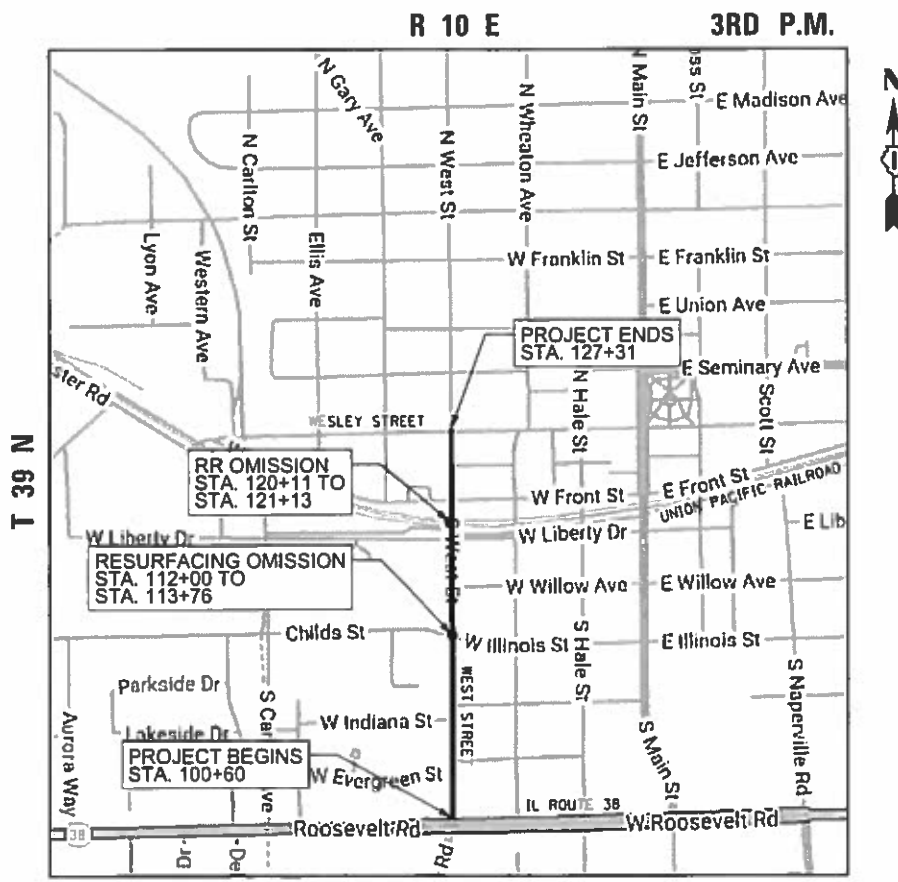 R 10 E
3RD P.M.
N
T 39 N
N Gary Ave
N Carlton St
Ellis Ave
N West St
N Wheaton Ave
N Main St
E Madison Ave
E Jefferson Ave
Lyon Ave
Western Ave
W Franklin St
E Franklin St
E Union Ave
PROJECT ENDS
STA. 127+31
E Seminary Ave
N Hale St
Scott St
WESLEY STREET
RR OMISSION
STA. 120+11 TO
STA. 121+13
W Front St
E Front St
UNION PACIFIC RAILROAD
W Liberty Dr
W Liberty Dr
E Lib
S West St
RESURFACING OMISSION
STA. 112+00 TO
STA. 113+76
W Willow Ave
E Willow Ave
Childs St
W Illinois St
E Illinois St
S Hale St
WEST STREET
Parkside Dr
W Indiana St
Lakeside Dr
S Naperville Rd
S Main St
Aurora Way
PROJECT BEGINS
STA. 100+60
W Evergreen St
IL ROUTE 38
38
Roosevelt Rd
W Roosevelt Rd
Rd